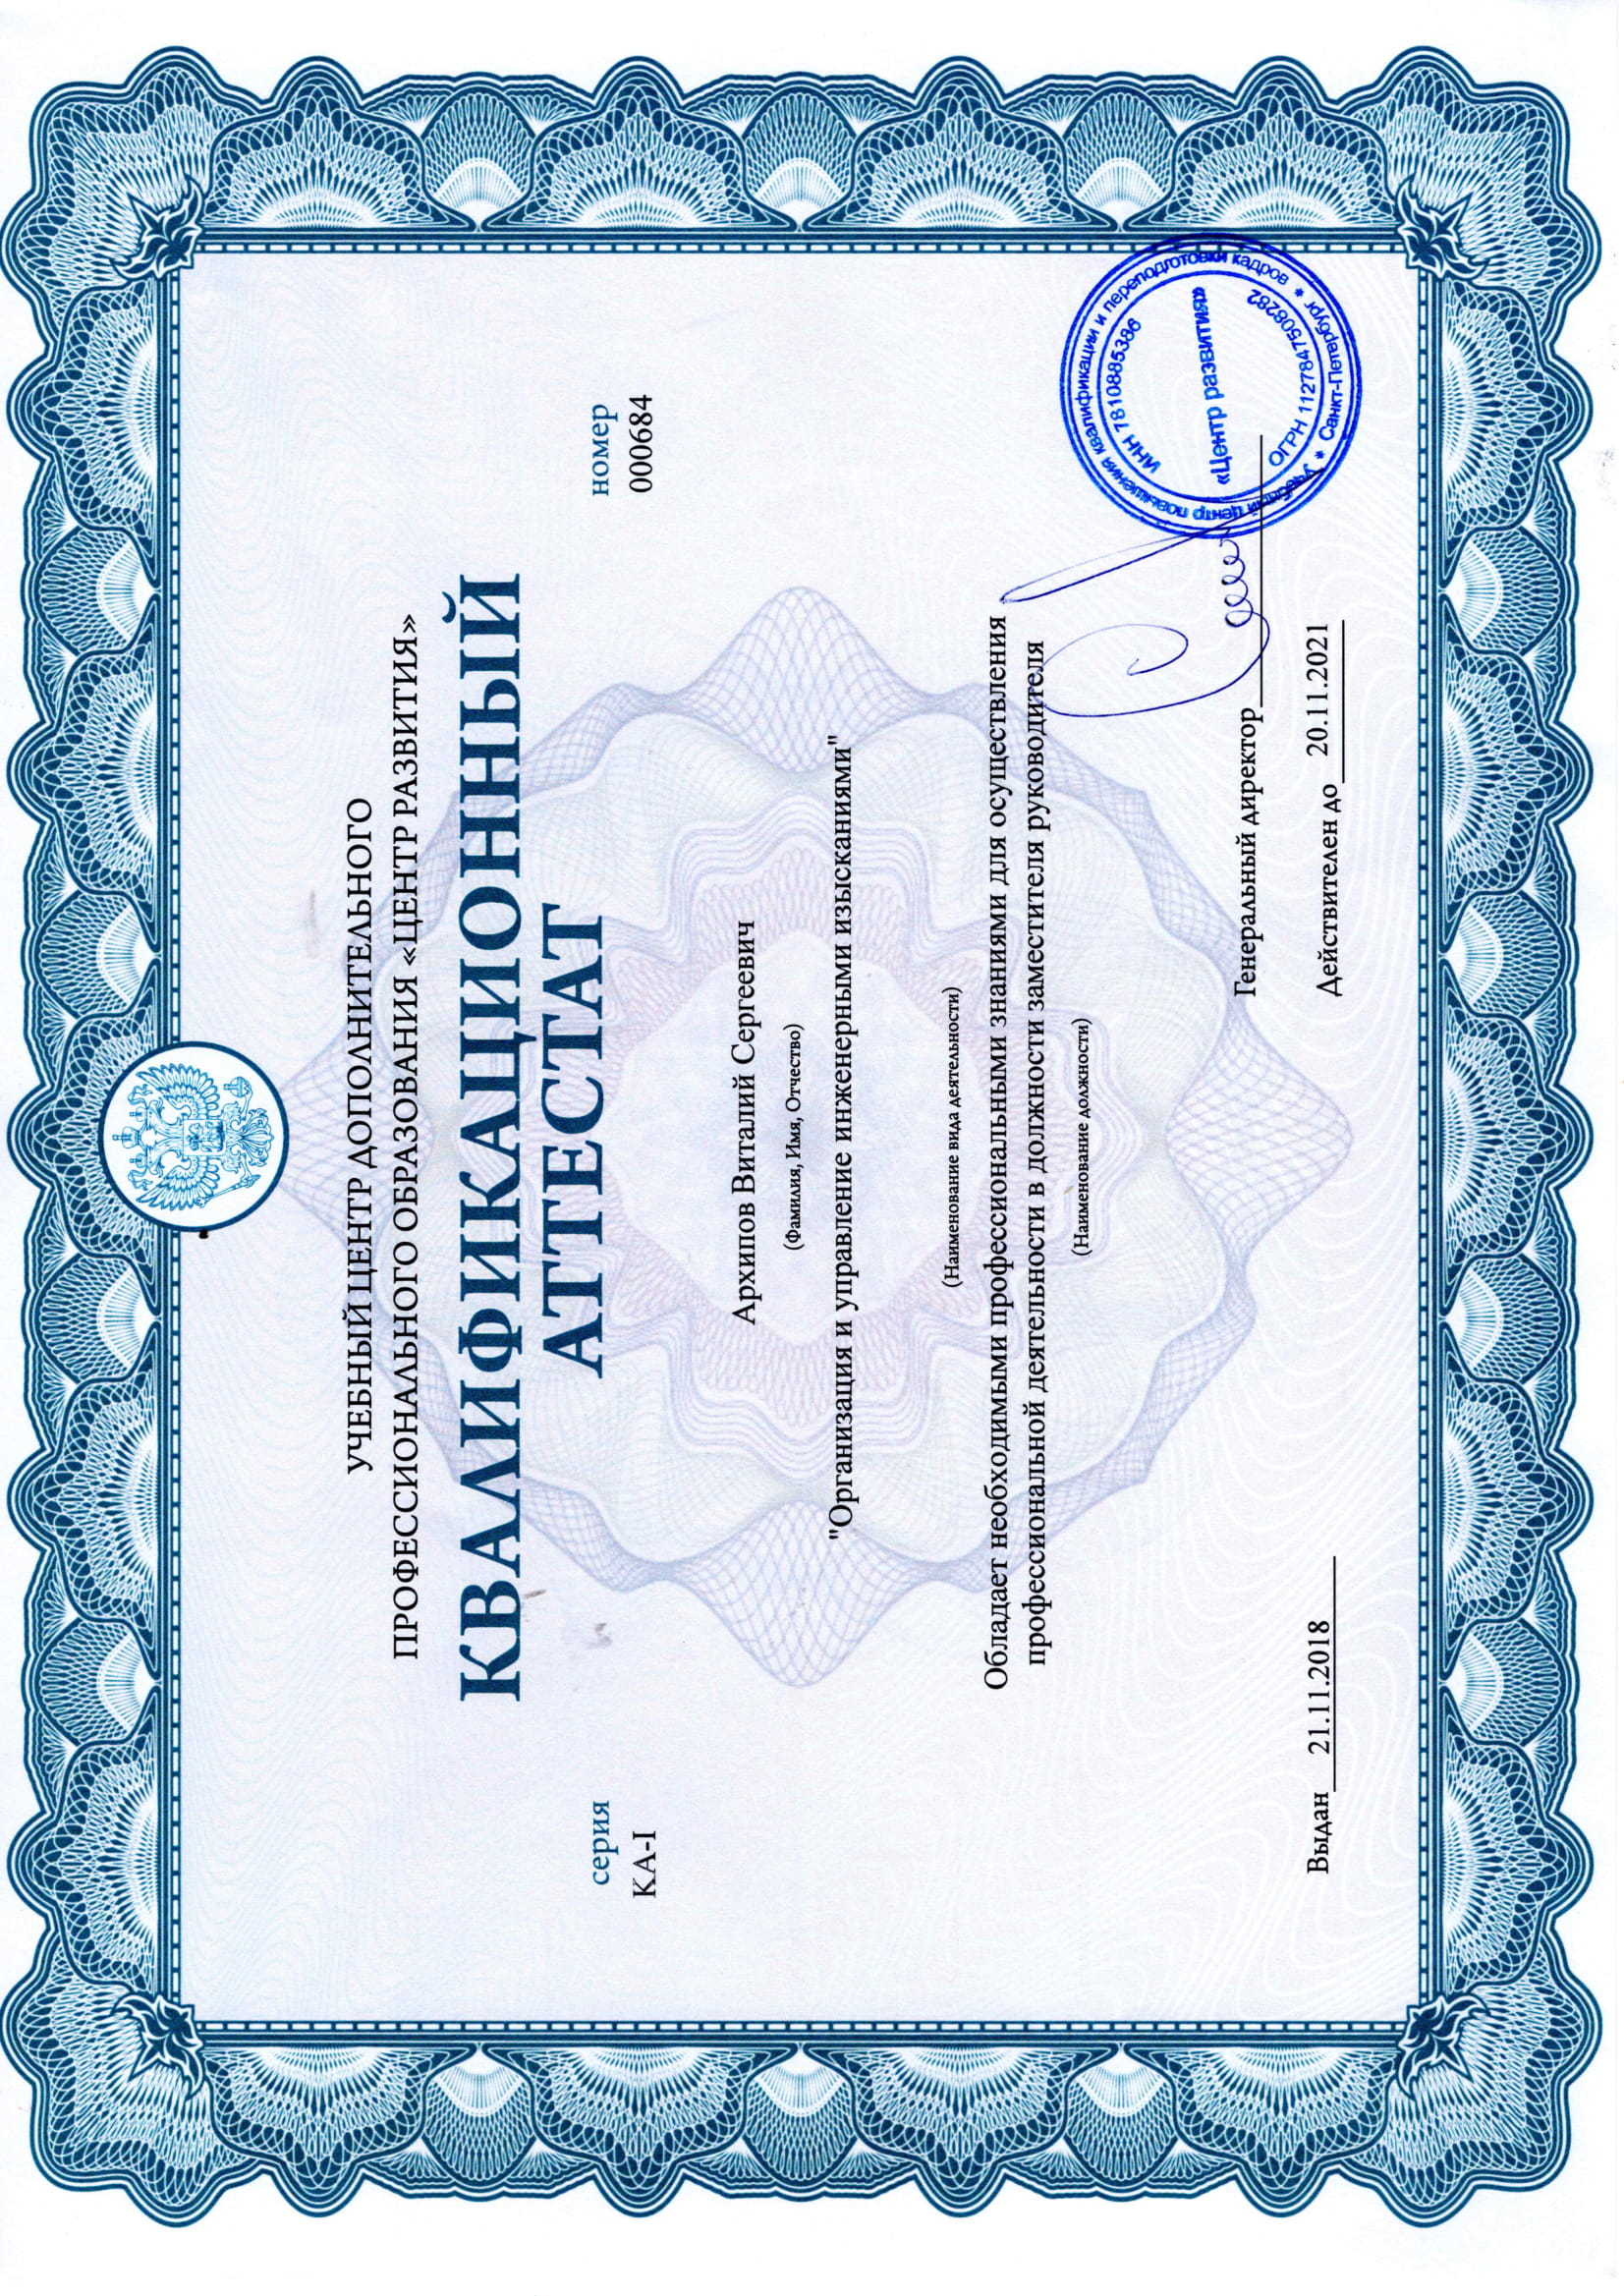 УЧЕБНЫЙ ЦЕНТР ДОПОЛНИТЕЛЬНОГО
ПРОФЕССИОНАЛЬНОГО ОБРАЗОВАНИЯ «ЦЕНТР РАЗВИТИЯ»
КВАЛИФИКАЦИОННЫЙ
АТТЕСТАТ
серия
номер
КА-I
000684
Архипов Виталий Сергеевич
(Фамилия, Имя, Отчество)
"Организация и управление инженерными изысканиями"
(Наименование вида деятельности)
Обладает необходимыми профессиональными знаниями для осуществления
профессиональной деятельности в должности заместителя руководителя
(Наименование должности)
Генеральный директор
Выдан 21.11.2018
Действителен до 20.11.2021
Учебный центр повышения квалификации и переподготовки кадров
* Санкт-Петербург *
ИНН 7810885386
«Центр развития»
ОГРН 1127847508282